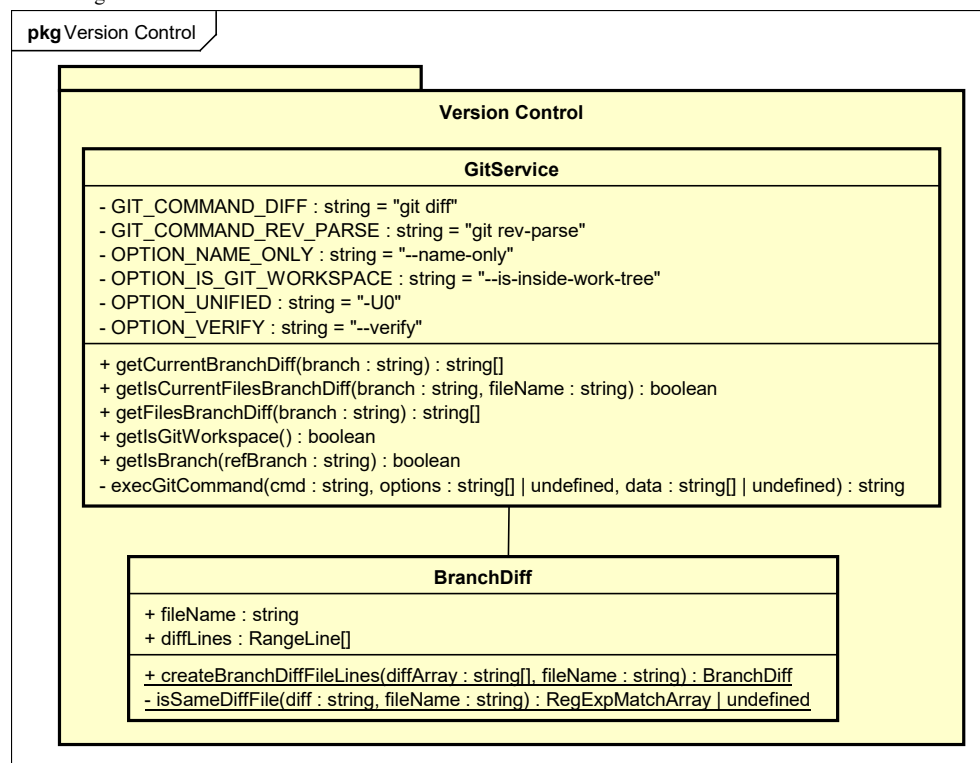 pkg Version Control
Version Control
GitService
- GIT_COMMAND_DIFF : string = "git diff"
- GIT_COMMAND_REV_PARSE : string = "git rev-parse"
- OPTION_NAME_ONLY : string = "--name-only"
- OPTION_IS_GIT_WORKSPACE : string = "--is-inside-work-tree"
- OPTION_UNIFIED : string = "-U0"
- OPTION_VERIFY : string = "--verify"
+ getCurrentBranchDiff(branch : string) : string[]
+ getIsCurrentFilesBranchDiff(branch : string, fileName : string) : boolean
+ getFilesBranchDiff(branch : string) : string[]
+ getIsGitWorkspace() : boolean
+ getIsBranch(refBranch : string) : boolean
- execGitCommand(cmd : string, options : string[] | undefined, data : string[] | undefined) : string
BranchDiff
+ fileName : string
+ diffLines : RangeLine[]
+ createBranchDiffFileLines(diffArray : string[], fileName : string) : BranchDiff
- isSameDiffFile(diff : string, fileName : string) : RegExpMatchArray | undefined